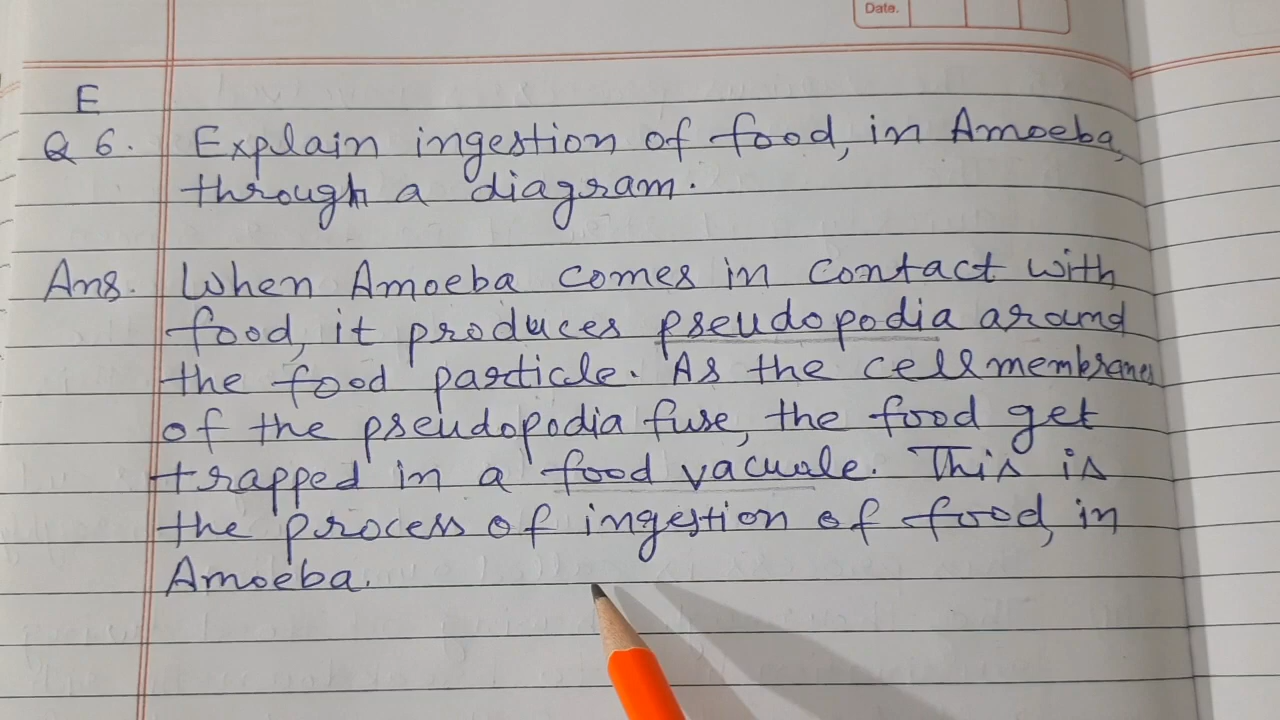 Date.
E
Q 6. Explain ingestion of food, in Amoeba,
through a diagram.
Ans. When Amoeba comes in contact with
food, it produces pseudopodia around
the food particle. As the cell membranes
of the pseudopodia fuse, the food get
trapped in a food vacuale. This is
the process of ingestion of food, in
Amoeba.